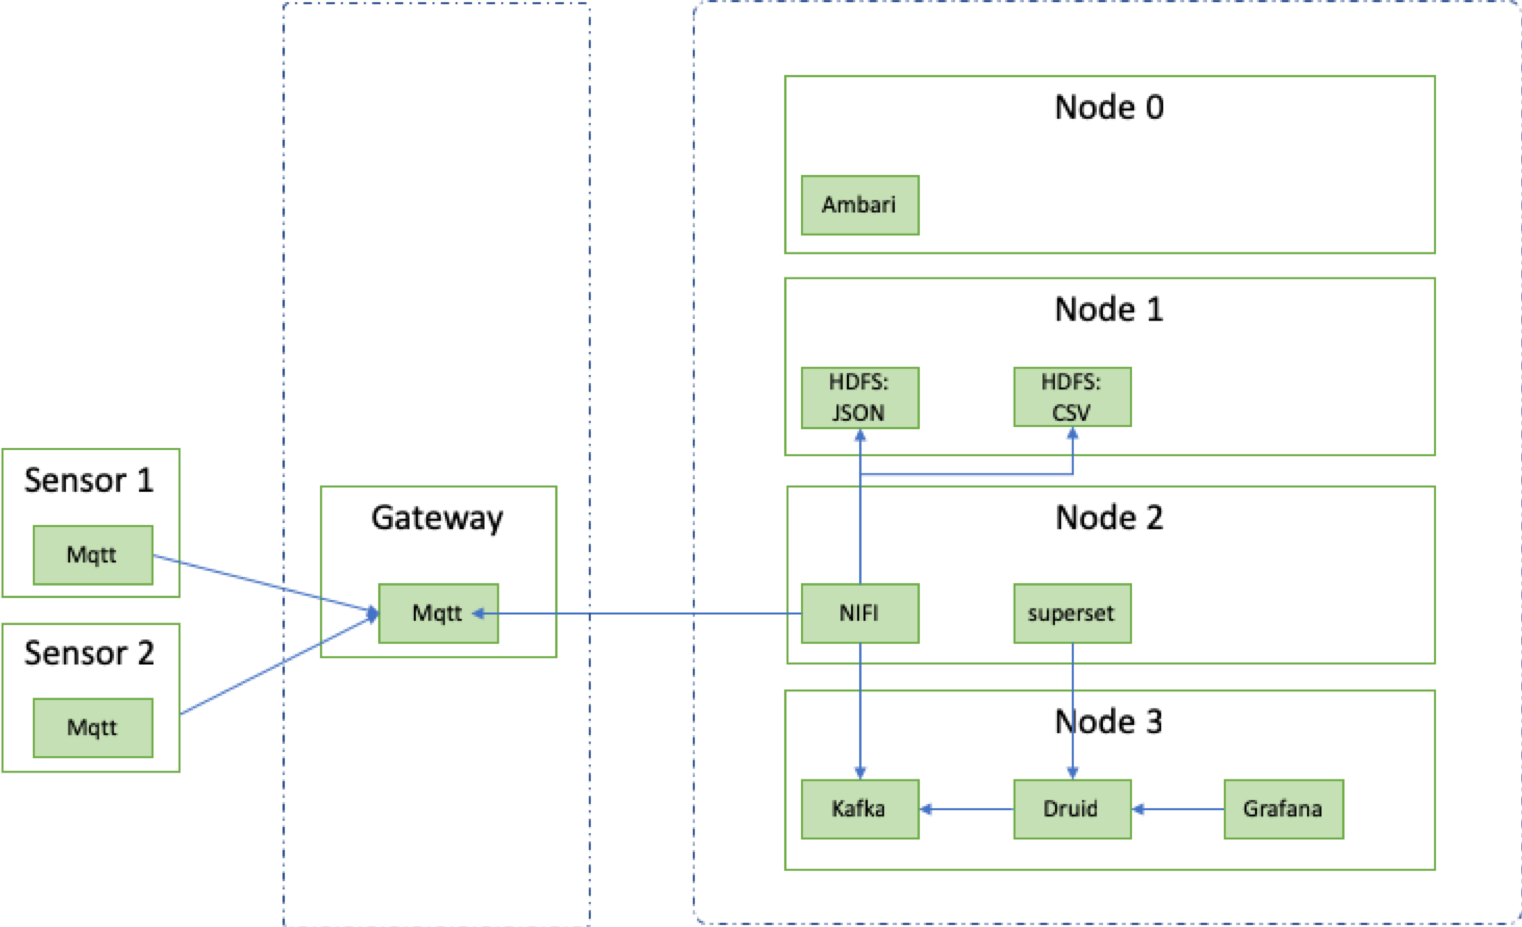 Sensor 1
Mqtt
Sensor 2
Mqtt
Gateway
Mqtt
Node 0
Ambari
Node 1
HDFS:
JSON
HDFS:
CSV
Node 2
NIFI
superset
Node 3
Kafka
Druid
Grafana